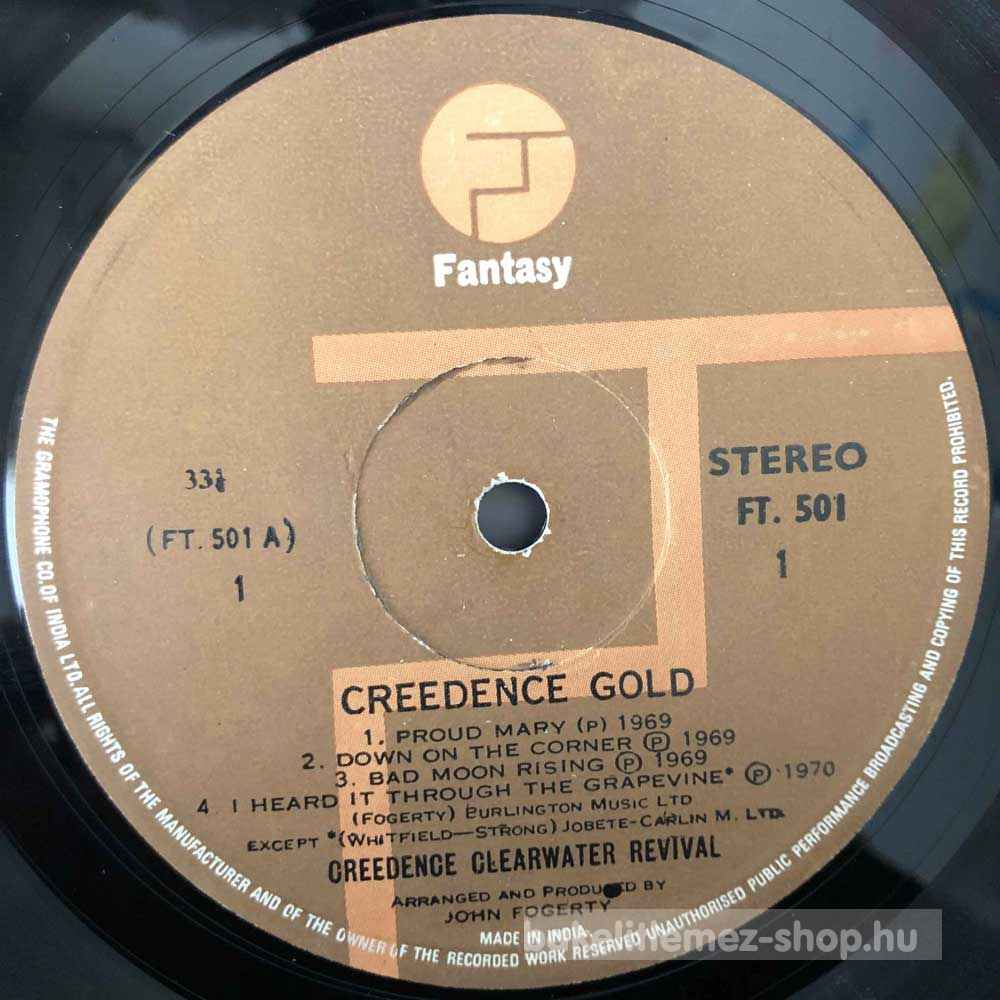 Fantasy
33⅓
(FT. 501 A)
1
STEREO
FT. 501
1
CREEDENCE GOLD
1. PROUD MARY (P) 1969
2. DOWN ON THE CORNER Ⓟ 1969
3. BAD MOON RISING Ⓟ 1969
4 I HEARD IT THROUGH THE GRAPEVINE* Ⓟ 1970
(FOGERTY) BURLINGTON MUSIC LTD
EXCEPT *(WHITFIELD—STRONG) JOBETE-CARLIN M. LTD.
CREEDENCE CLEARWATER REVIVAL
ARRANGED AND PRODUCED BY
JOHN FOGERTY
MADE IN INDIA.
THE GRAMOPHONE CO. OF INDIA LTD. ALL RIGHTS OF THE MANUFACTURER AND OF THE OWNER OF THE RECORDED WORK RESERVED UNAUTHORISED PUBLIC PERFORMANCE BROADCASTING AND COPYING OF THIS RECORD PROHIBITED.
bakelitlemez-shop.hu